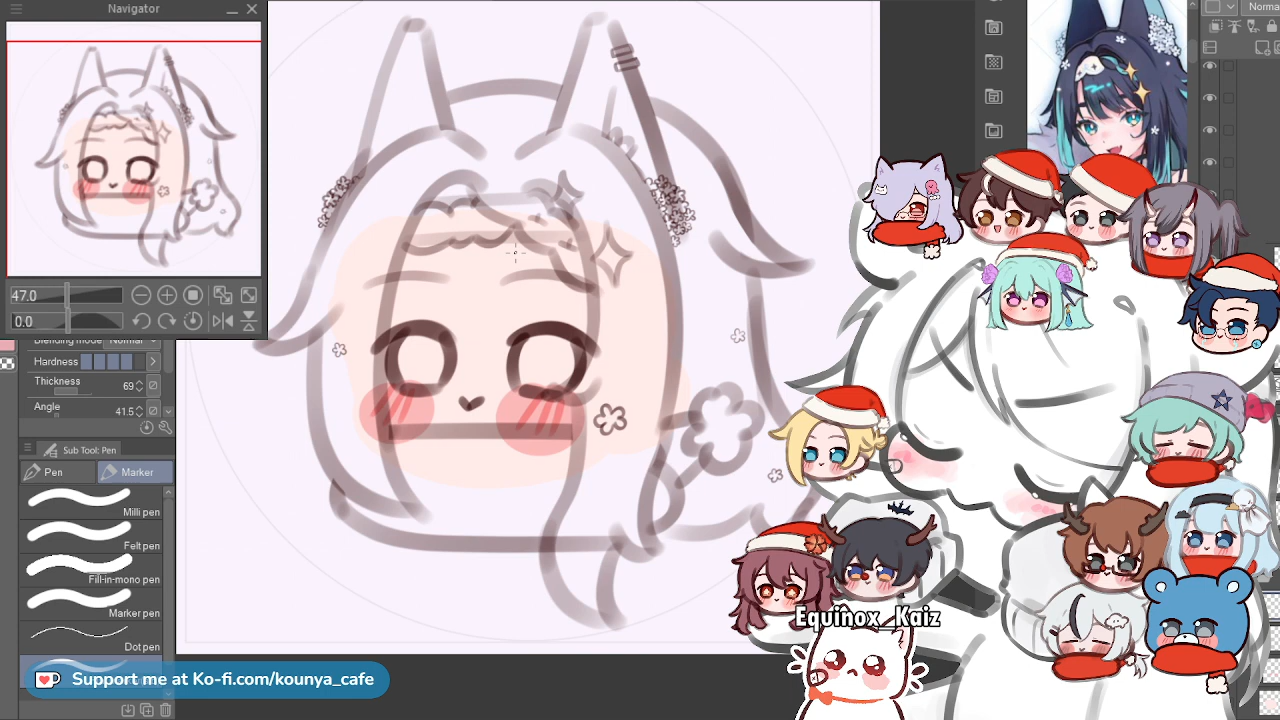 Navigator
Norma
47.0
0.0
Blending mode Normal
Hardness
Thickness 69
Angle 41.5
Sub Tool: Pen
Pen Marker
Milli pen
Felt pen
Fill-in-mono pen
Marker pen
Dot pen
Support me at Ko-fi.com/kounya_cafe
Equinox_Kaiz